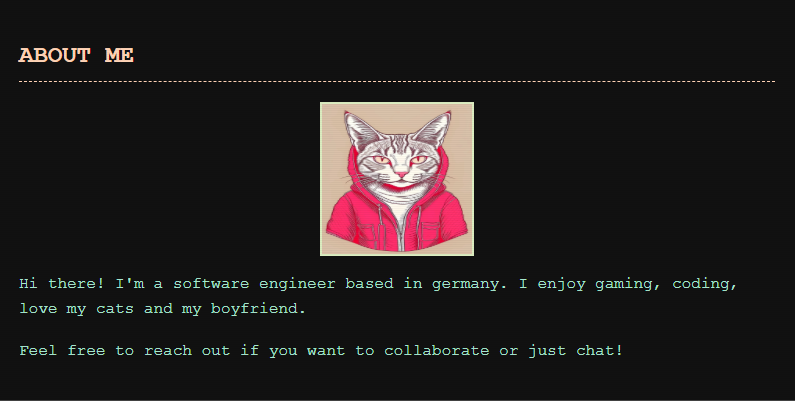 ABOUT ME
Hi there! I'm a software engineer based in germany. I enjoy gaming, coding,
love my cats and my boyfriend.
Feel free to reach out if you want to collaborate or just chat!